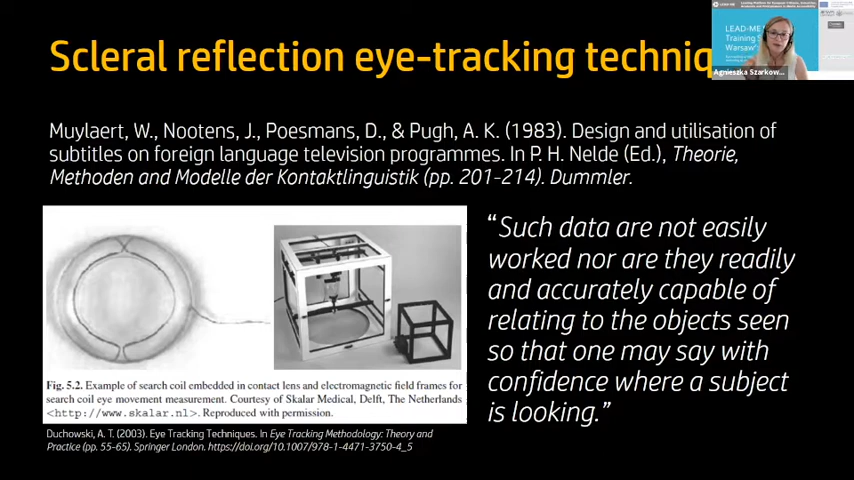 Scleral reflection eye-tracking techniq
LEAD-ME
Training S
Warsaw
Agnieszka Szarkow...
Muylaert, W., Nootens, J., Poesmans, D., & Pugh, A. K. (1983). Design and utilisation of
subtitles on foreign language television programmes. In P. H. Nelde (Ed.), Theorie,
Methoden and Modelle der Kontaktlinguistik (pp. 201-214). Dummler.
Fig. 5.2. Example of search coil embedded in contact lens and electromagnetic field frames for
search coil eye movement measurement. Courtesy of Skalar Medical, Delft, The Netherlands
<http://www.skalar.nl>. Reproduced with permission.
Duchowski, A. T. (2003). Eye Tracking Techniques. In Eye Tracking Methodology: Theory and
Practice (pp. 55-65). Springer London. https://doi.org/10.1007/978-1-4471-3750-4_5
“Such data are not easily
worked nor are they readily
and accurately capable of
relating to the objects seen
so that one may say with
confidence where a subject
is looking.”